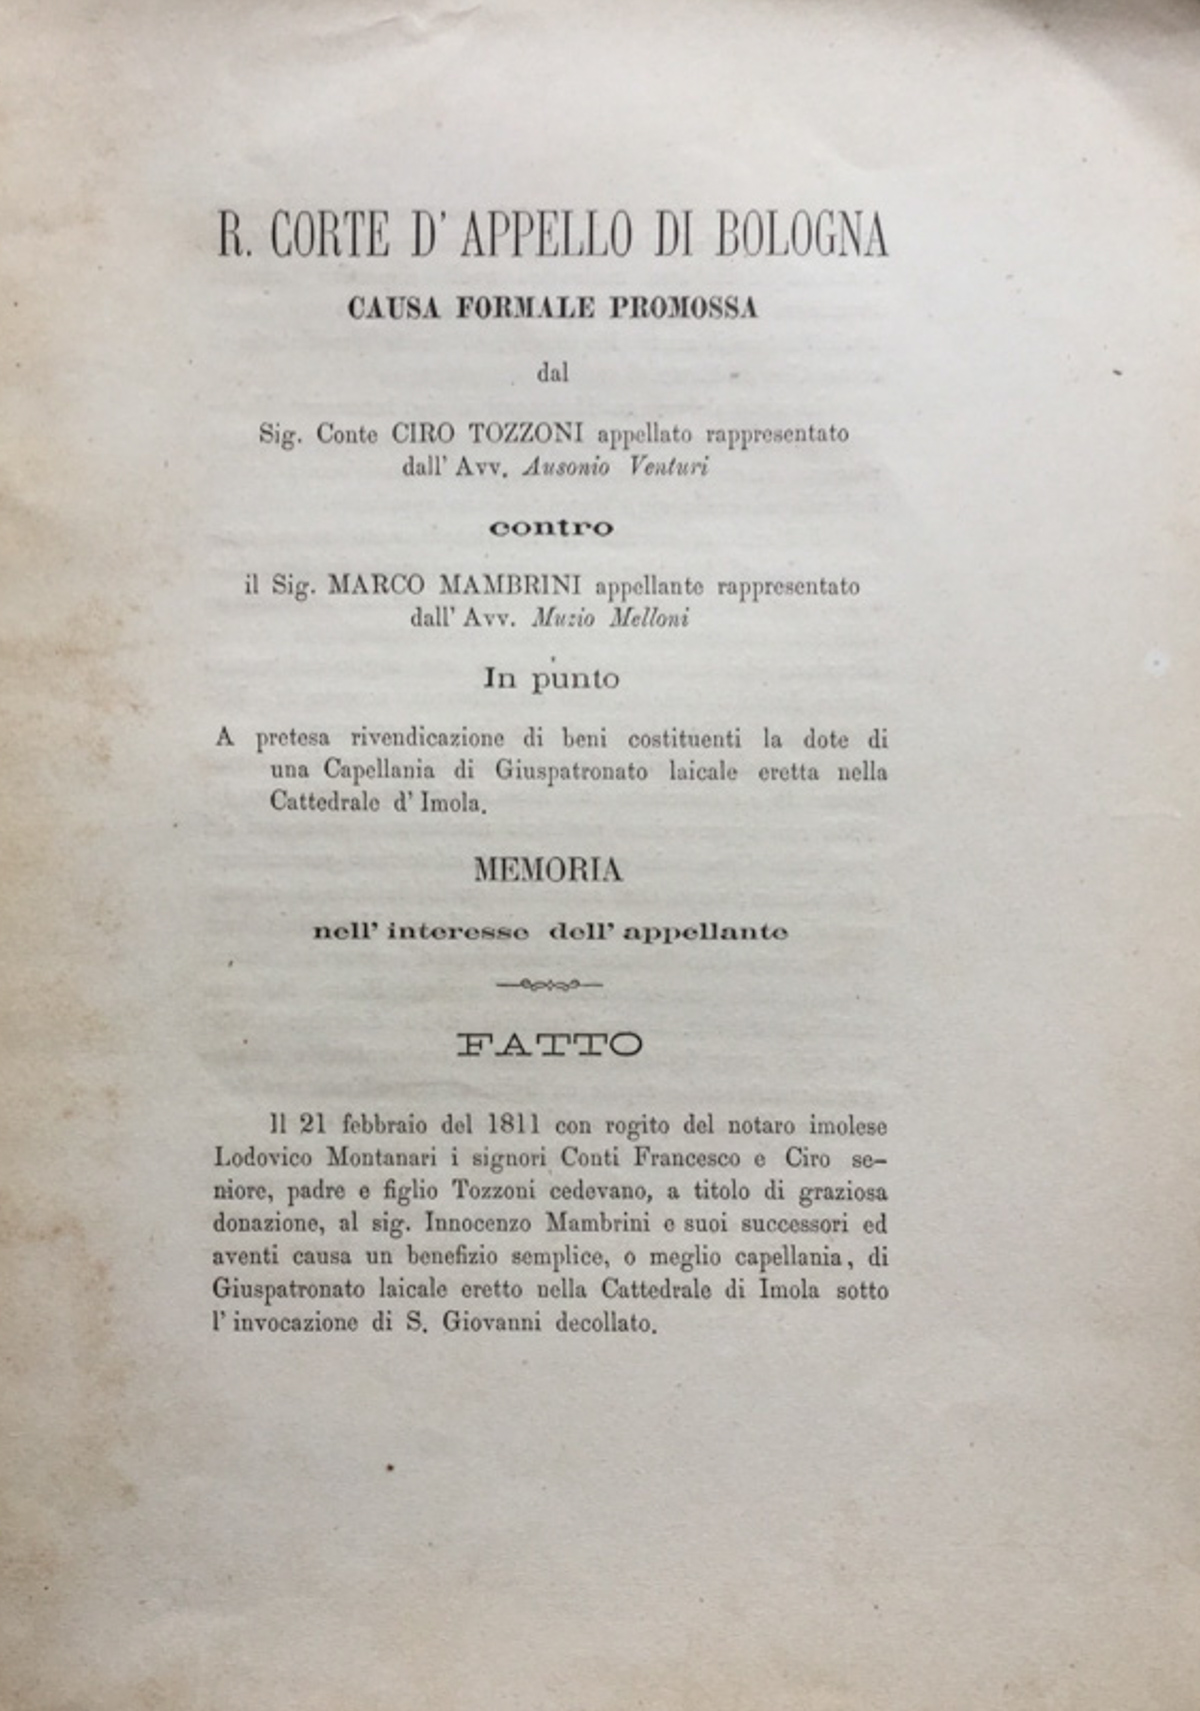 R. CORTE D' APPELLO DI BOLOGNA
CAUSA FORMALE PROMOSSA
dal
Sig. Conte CIRO TOZZONI appellato rappresentato
dall' Avv. Ausonio Venturi
contro
il Sig. MARCO MAMBRINI appellante rappresentato
dall' Avv. Muzio Melloni
In punto
A pretesa rivendicazione di beni costituenti la dote di
una Capellania di Giuspatronato laicale eretta nella
Cattedrale d' Imola.
MEMORIA
nell' interesse dell' appellante
FATTO
Il 21 febbraio del 1811 con rogito del notaro imolese
Lodovico Montanari i signori Conti Francesco e Ciro se-
niore, padre e figlio Tozzoni cedevano, a titolo di graziosa
donazione, al sig. Innocenzo Mambrini e suoi successori ed
aventi causa un benefizio semplice, o meglio capellania, di
Giuspatronato laicale eretto nella Cattedrale di Imola sotto
l' invocazione di S. Giovanni decollato.